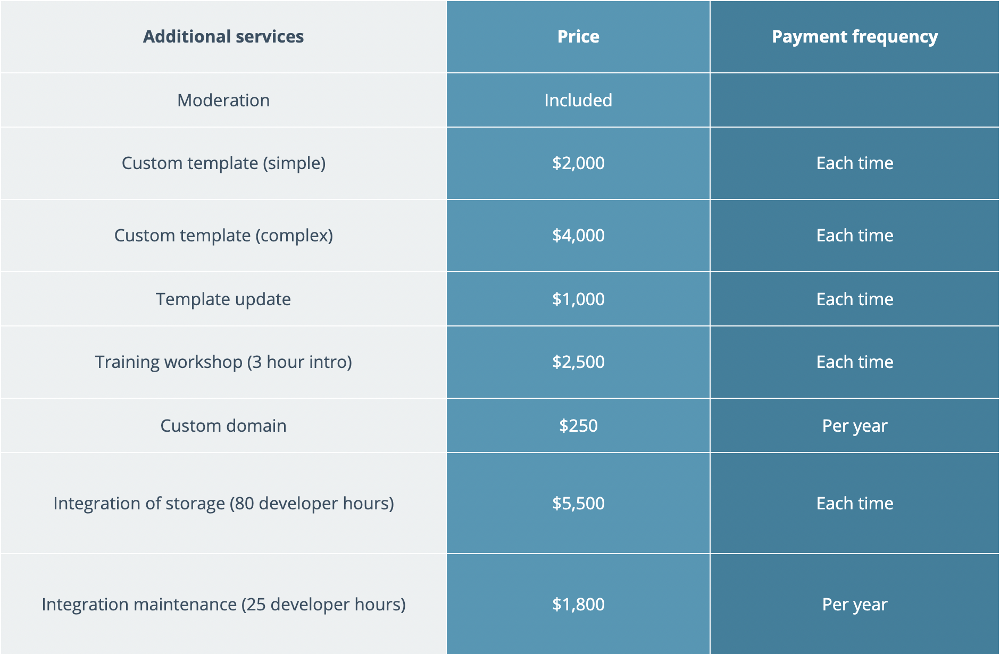 Additional services Price Payment frequency
Moderation Included
Custom template (simple) $2,000 Each time
Custom template (complex) $4,000 Each time
Template update $1,000 Each time
Training workshop (3 hour intro) $2,500 Each time
Custom domain $250 Per year
Integration of storage (80 developer hours) $5,500 Each time
Integration maintenance (25 developer hours) $1,800 Per year